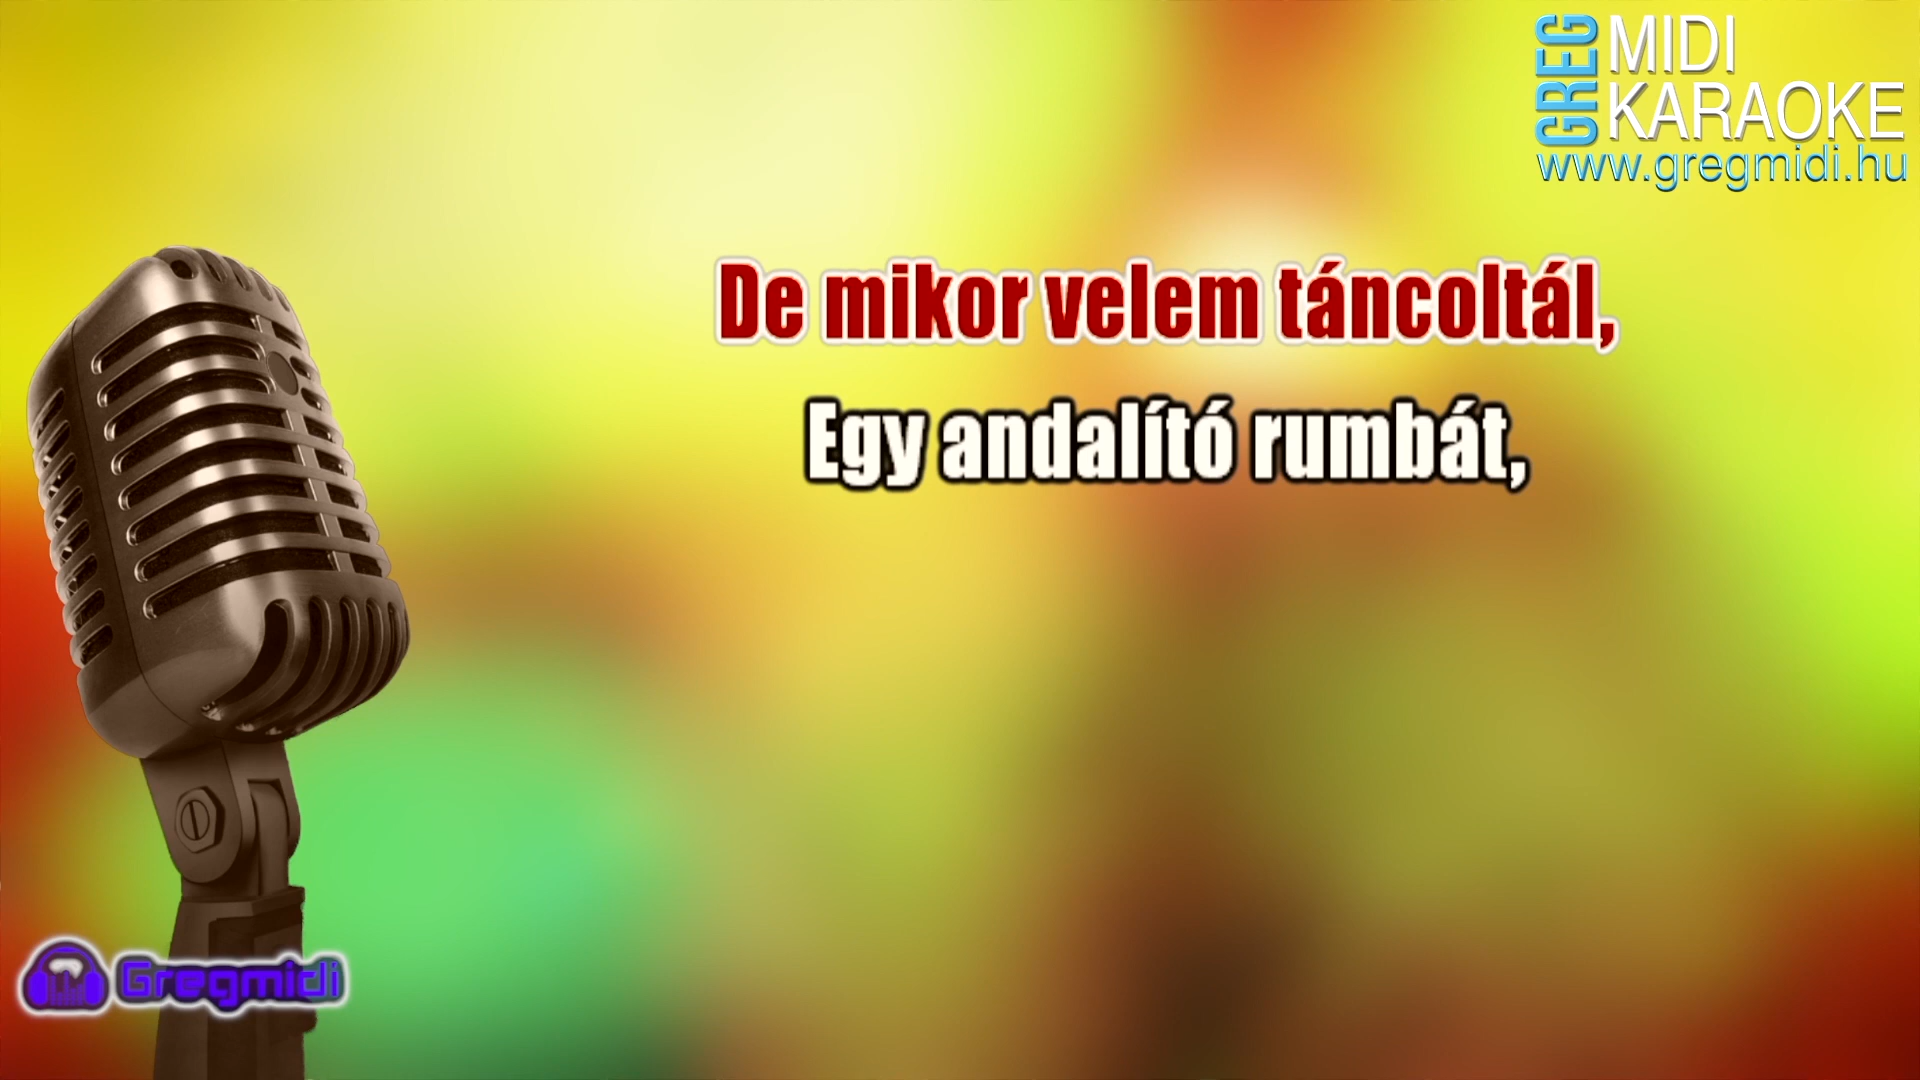 GREG
MIDI
KARAOKE
www.gregmidi.hu
De mikor velem táncoltál,
Egy andalító rumbát,
Gregmidi